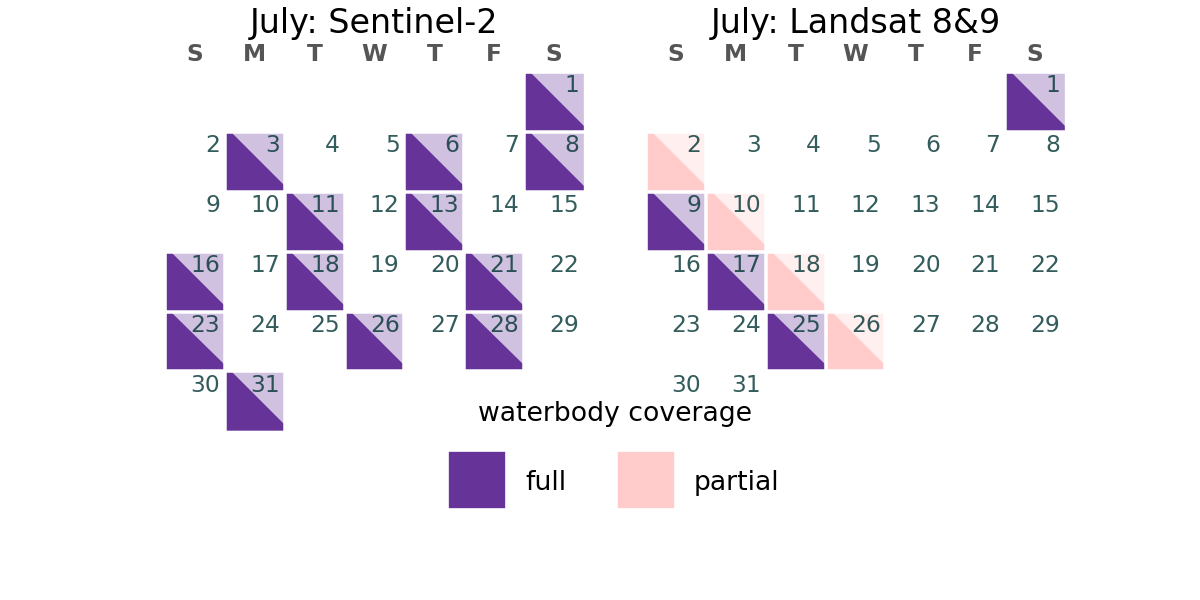 July: Sentinel-2
S M T W T F S
1
2 3 4 5 6 7 8
9 10 11 12 13 14 15
16 17 18 19 20 21 22
23 24 25 26 27 28 29
30 31
July: Landsat 8&9
S M T W T F S
1
2 3 4 5 6 7 8
9 10 11 12 13 14 15
16 17 18 19 20 21 22
23 24 25 26 27 28 29
30 31
waterbody coverage
full partial